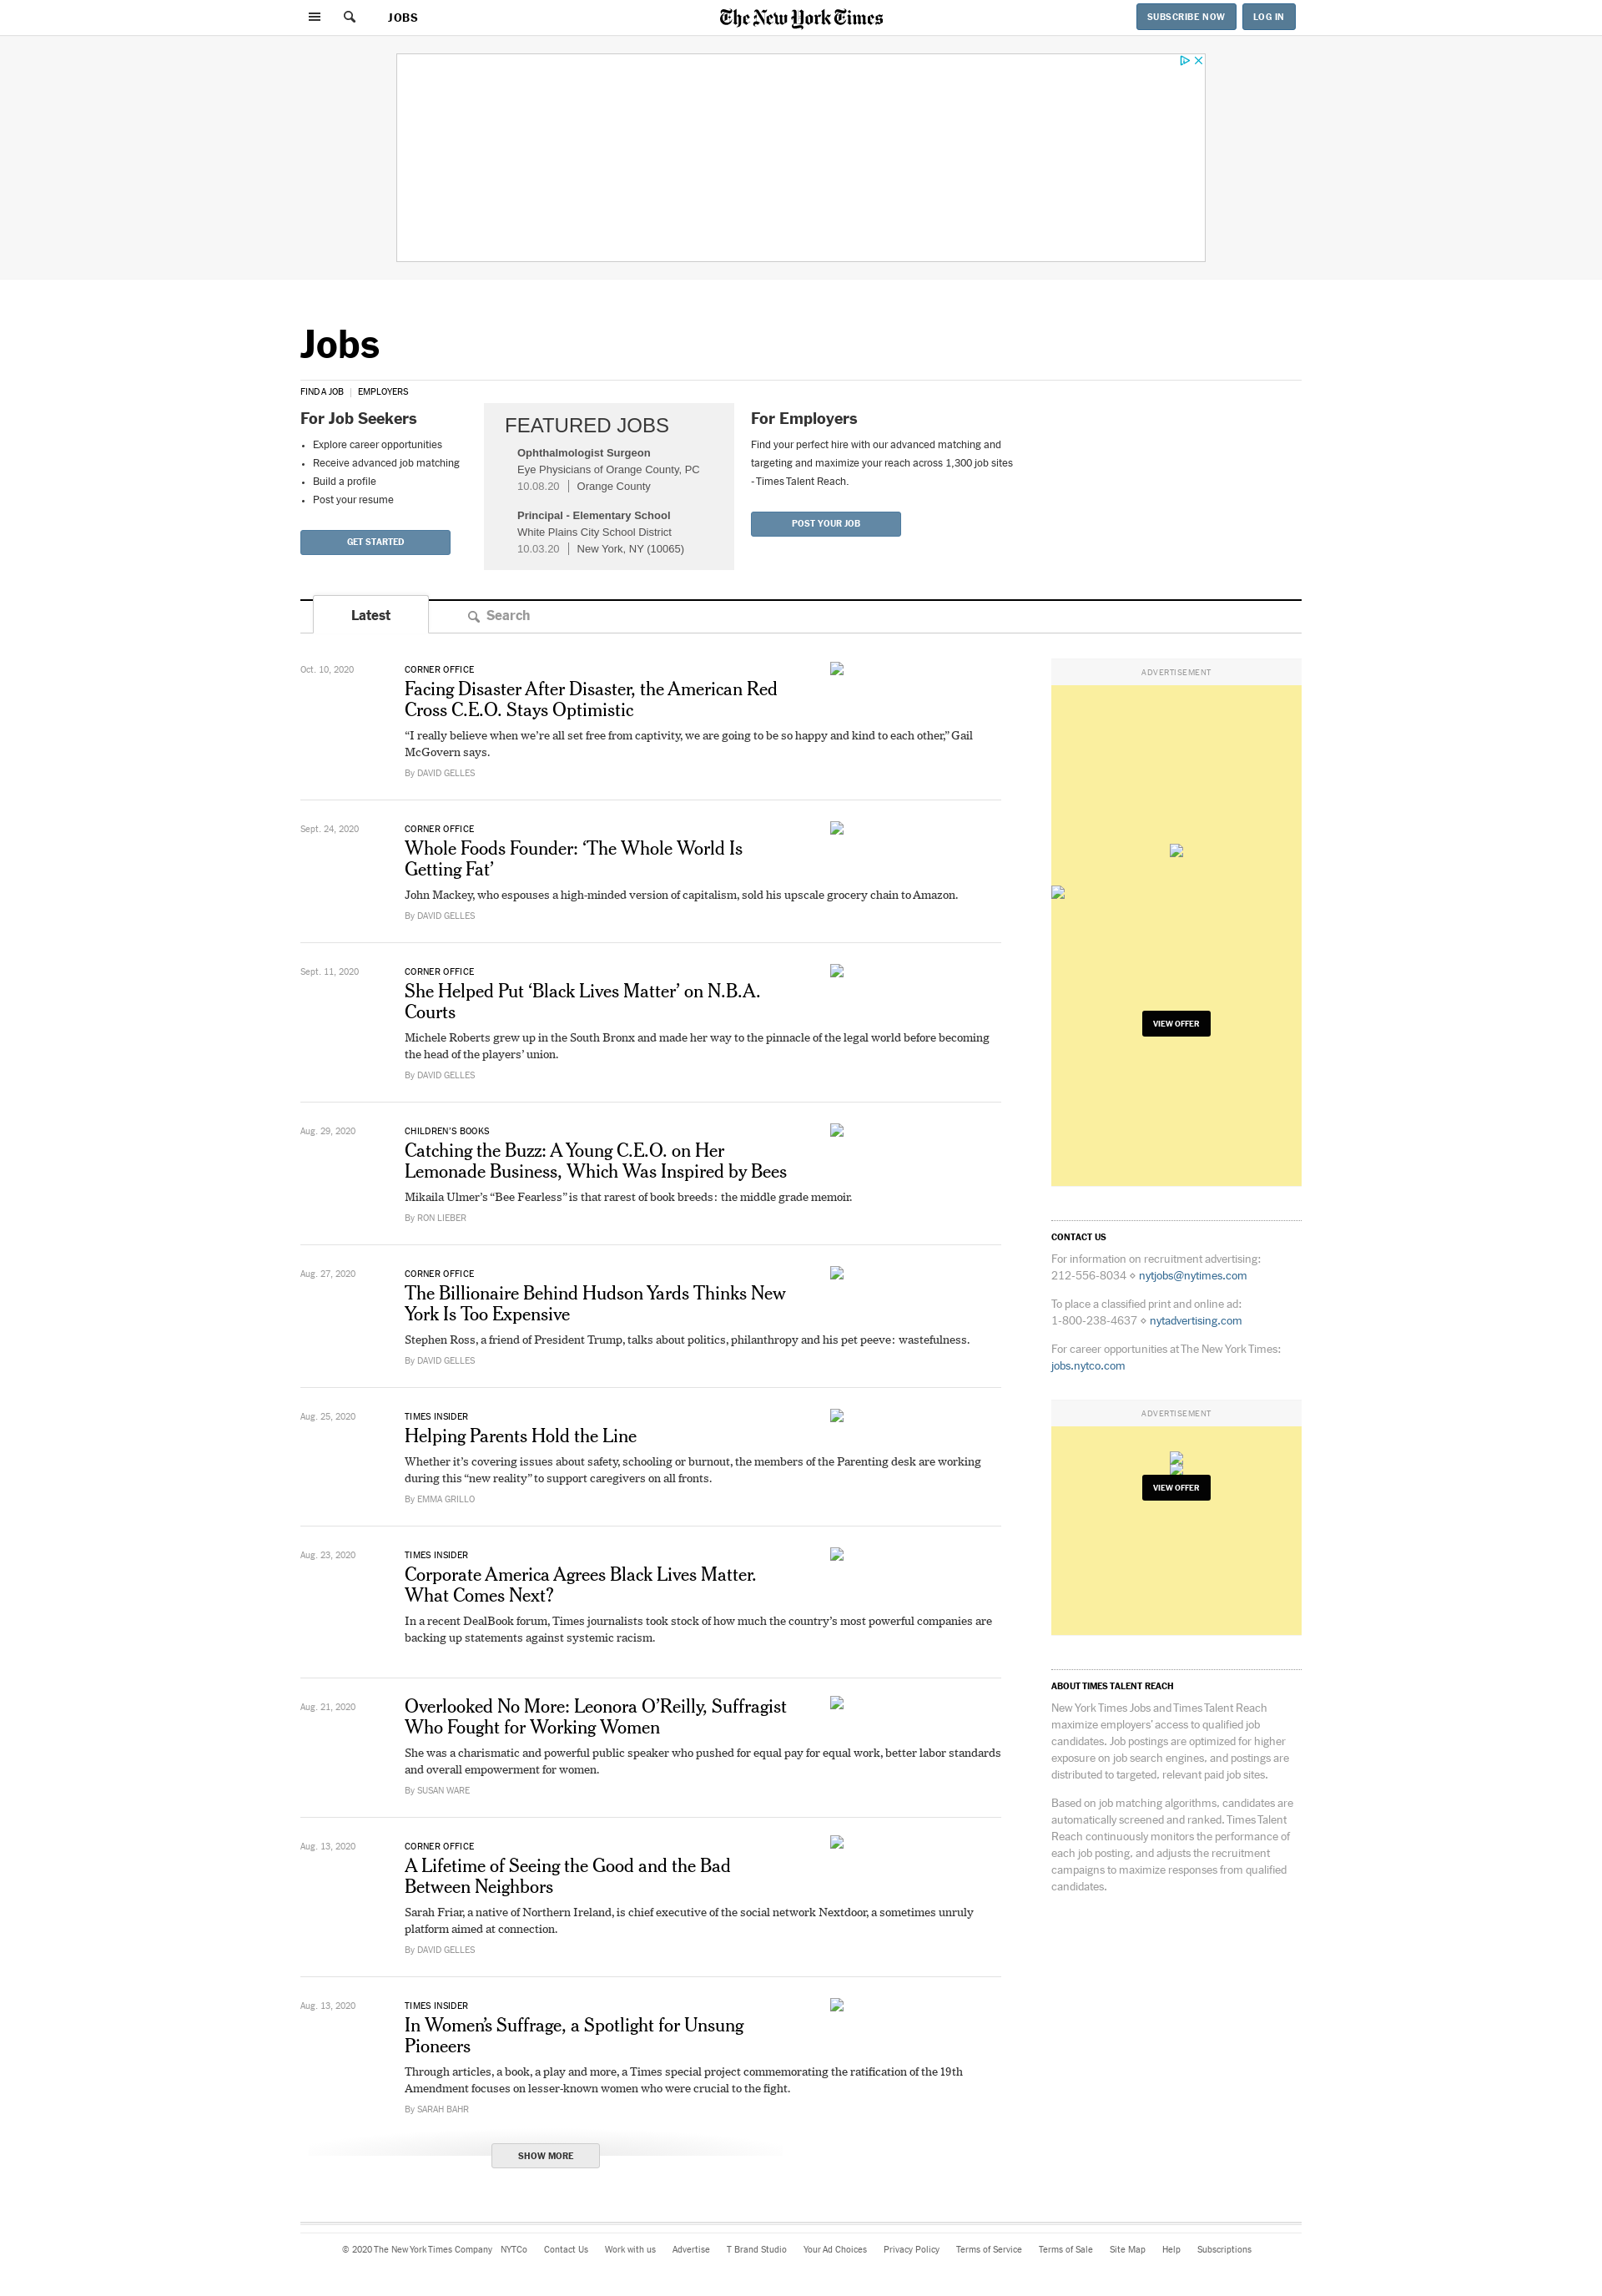 JOBS
The New York Times
SUBSCRIBE NOW
LOG IN
Jobs
FIND A JOB | EMPLOYERS
For Job Seekers
• Explore career opportunities
• Receive advanced job matching
• Build a profile
• Post your resume
GET STARTED
FEATURED JOBS
Ophthalmologist Surgeon
Eye Physicians of Orange County, PC
10.08.20 | Orange County
Principal - Elementary School
White Plains City School District
10.03.20 | New York, NY (10065)
For Employers
Find your perfect hire with our advanced matching and
targeting and maximize your reach across 1,300 job sites
- Times Talent Reach.
POST YOUR JOB
Latest
Search
Oct. 10, 2020
CORNER OFFICE
Facing Disaster After Disaster, the American Red
Cross C.E.O. Stays Optimistic
“I really believe when we’re all set free from captivity, we are going to be so happy and kind to each other,” Gail
McGovern says.
By DAVID GELLES
Sept. 24, 2020
CORNER OFFICE
Whole Foods Founder: ‘The Whole World Is
Getting Fat’
John Mackey, who espouses a high-minded version of capitalism, sold his upscale grocery chain to Amazon.
By DAVID GELLES
Sept. 11, 2020
CORNER OFFICE
She Helped Put ‘Black Lives Matter’ on N.B.A.
Courts
Michele Roberts grew up in the South Bronx and made her way to the pinnacle of the legal world before becoming
the head of the players’ union.
By DAVID GELLES
Aug. 29, 2020
CHILDREN’S BOOKS
Catching the Buzz: A Young C.E.O. on Her
Lemonade Business, Which Was Inspired by Bees
Mikaila Ulmer’s “Bee Fearless” is that rarest of book breeds: the middle grade memoir.
By RON LIEBER
Aug. 27, 2020
CORNER OFFICE
The Billionaire Behind Hudson Yards Thinks New
York Is Too Expensive
Stephen Ross, a friend of President Trump, talks about politics, philanthropy and his pet peeve: wastefulness.
By DAVID GELLES
Aug. 25, 2020
TIMES INSIDER
Helping Parents Hold the Line
Whether it’s covering issues about safety, schooling or burnout, the members of the Parenting desk are working
during this “new reality” to support caregivers on all fronts.
By EMMA GRILLO
Aug. 23, 2020
TIMES INSIDER
Corporate America Agrees Black Lives Matter.
What Comes Next?
In a recent DealBook forum, Times journalists took stock of how much the country’s most powerful companies are
backing up statements against systemic racism.
Aug. 21, 2020
Overlooked No More: Leonora O’Reilly, Suffragist
Who Fought for Working Women
She was a charismatic and powerful public speaker who pushed for equal pay for equal work, better labor standards
and overall empowerment for women.
By SUSAN WARE
Aug. 13, 2020
CORNER OFFICE
A Lifetime of Seeing the Good and the Bad
Between Neighbors
Sarah Friar, a native of Northern Ireland, is chief executive of the social network Nextdoor, a sometimes unruly
platform aimed at connection.
By DAVID GELLES
Aug. 13, 2020
TIMES INSIDER
In Women’s Suffrage, a Spotlight for Unsung
Pioneers
Through articles, a book, a play and more, a Times special project commemorating the ratification of the 19th
Amendment focuses on lesser-known women who were crucial to the fight.
By SARAH BAHR
SHOW MORE
ADVERTISEMENT
VIEW OFFER
CONTACT US
For information on recruitment advertising:
212-556-8034 ⋄ nytjobs@nytimes.com
To place a classified print and online ad:
1-800-238-4637 ⋄ nytadvertising.com
For career opportunities at The New York Times:
jobs.nytco.com
ADVERTISEMENT
VIEW OFFER
ABOUT TIMES TALENT REACH
New York Times Jobs and Times Talent Reach
maximize employers’ access to qualified job
candidates. Job postings are optimized for higher
exposure on job search engines, and postings are
distributed to targeted, relevant paid job sites.
Based on job matching algorithms, candidates are
automatically screened and ranked. Times Talent
Reach continuously monitors the performance of
each job posting, and adjusts the recruitment
campaigns to maximize responses from qualified
candidates.
© 2020 The New York Times Company NYTCo Contact Us Work with us Advertise T Brand Studio Your Ad Choices Privacy Policy Terms of Service Terms of Sale Site Map Help Subscriptions